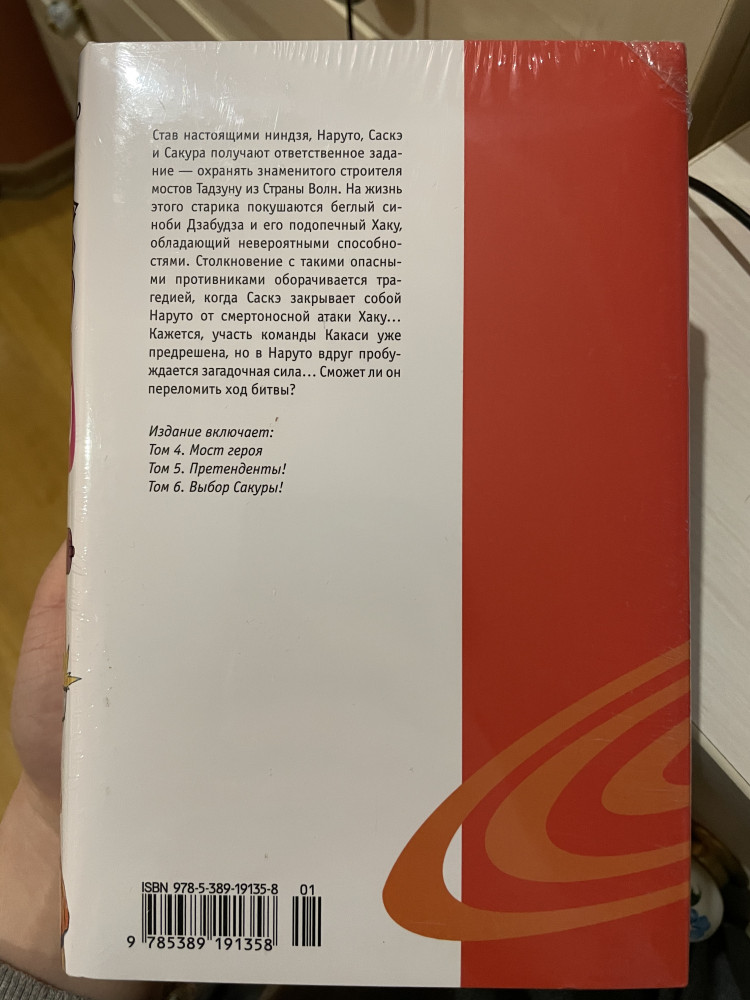 Став настоящими ниндзя, Наруто, Саскэ
и Сакура получают ответственное зада-
ние — охранять знаменитого строителя
мостов Тадзуну из Страны Волн. На жизнь
этого старика покушаются беглый си-
ноби Дзабудза и его подопечный Хаку,
обладающий невероятными способно-
стями. Столкновение с такими опасны-
ми противниками оборачивается тра-
гедией, когда Саскэ закрывает собой
Наруто от смертоносной атаки Хаку...
Кажется, участь команды Какаси уже
предрешена, но в Наруто вдруг пробу-
ждается загадочная сила... Сможет ли он
переломить ход битвы?
Издание включает:
Том 4. Мост героя
Том 5. Претенденты!
Том 6. Выбор Сакуры!
ISBN 978-5-389-19135-8 01
9 785389 191358